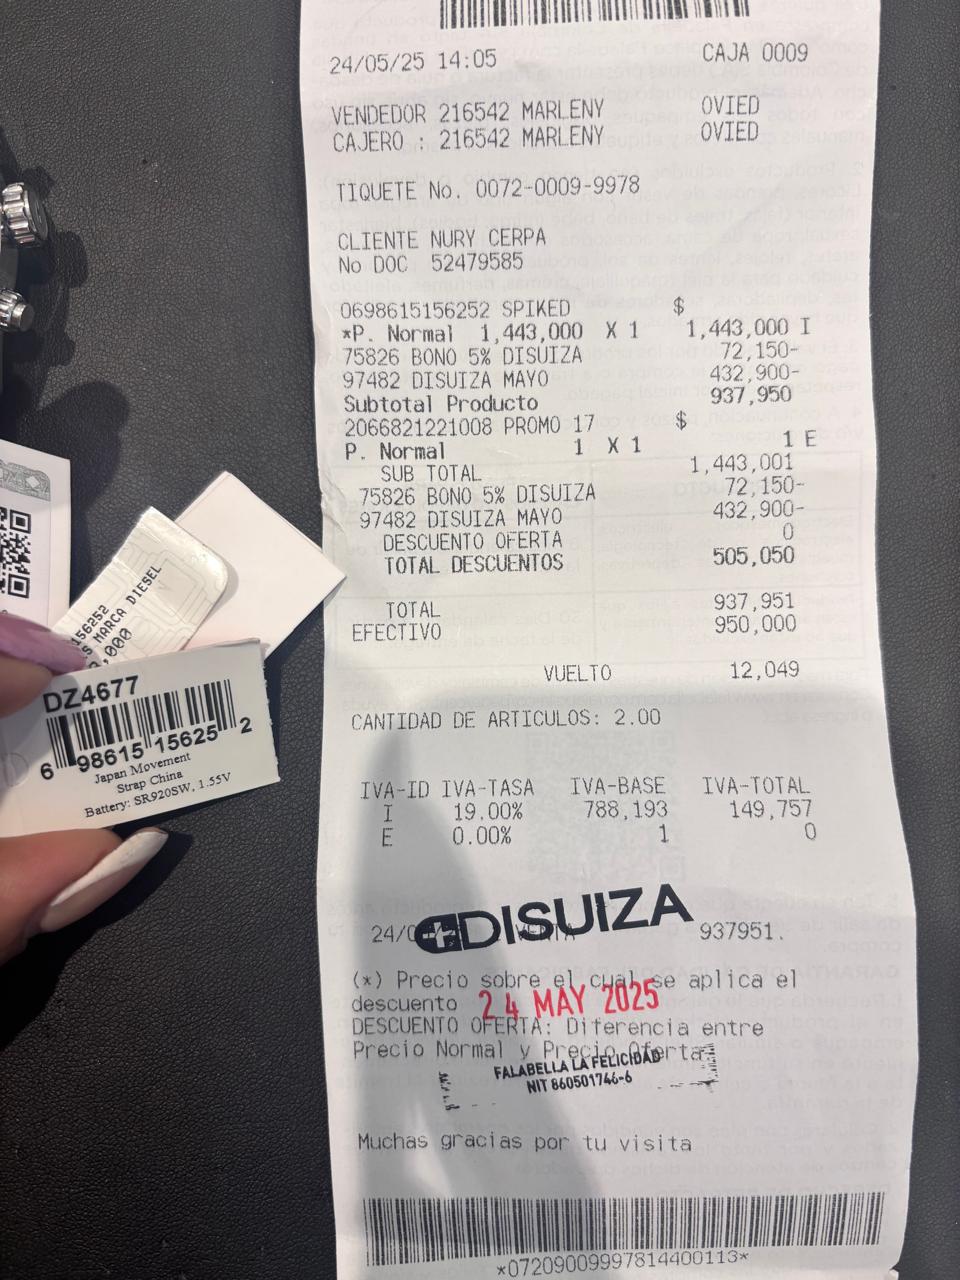 24/05/25 14:05 CAJA 0009
VENDEDOR 216542 MARLENY OVIED
CAJERO : 216542 MARLENY OVIED
TIQUETE No. 0072-0009-9978
CLIENTE NURY CERPA
No DOC 52479585
0698615156252 SPIKED $
*P. Normal 1,443,000 X 1 1,443,000 I
75826 BONO 5% DISUIZA 72,150-
97482 DISUIZA MAYO 432,900-
Subtotal Producto 937,950
2066821221008 PROMO 17 $
P. Normal 1 X 1 1 E
SUB TOTAL 1,443,001
75826 BONO 5% DISUIZA 72,150-
97482 DISUIZA MAYO 432,900-
DESCUENTO OFERTA 0
TOTAL DESCUENTOS 505,050
TOTAL 937,951
EFECTIVO 950,000
VUELTO 12,049
CANTIDAD DE ARTICULOS: 2.00
IVA-ID IVA-TASA IVA-BASE IVA-TOTAL
I 19.00% 788,193 149,757
E 0.00% 1 0
DISUIZA
24/0 VENTA 937951.
(*) Precio sobre el cual se aplica el
descuento
24 MAY 2025
DESCUENTO OFERTA: Diferencia entre
Precio Normal y Precio Oferta
FALABELLA LA FELICIDAD
NIT 860501746-6
Muchas gracias por tu visita
*07209009997814400113*
156252
S MARCA DIESEL
,000
DZ4677
6 98615 15625 2
Japan Movement
Strap China
Battery: SR920SW, 1.55V